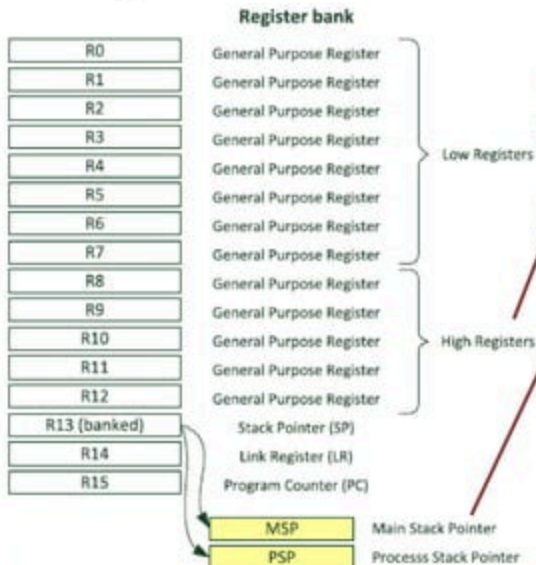 Register bank
R0 General Purpose Register
R1 General Purpose Register
R2 General Purpose Register
R3 General Purpose Register
R4 General Purpose Register
R5 General Purpose Register
R6 General Purpose Register
R7 General Purpose Register
Low Registers
R8 General Purpose Register
R9 General Purpose Register
R10 General Purpose Register
R11 General Purpose Register
R12 General Purpose Register
High Registers
R13 (banked) Stack Pointer (SP)
R14 Link Register (LR)
R15 Program Counter (PC)
MSP Main Stack Pointer
PSP Processs Stack Pointer